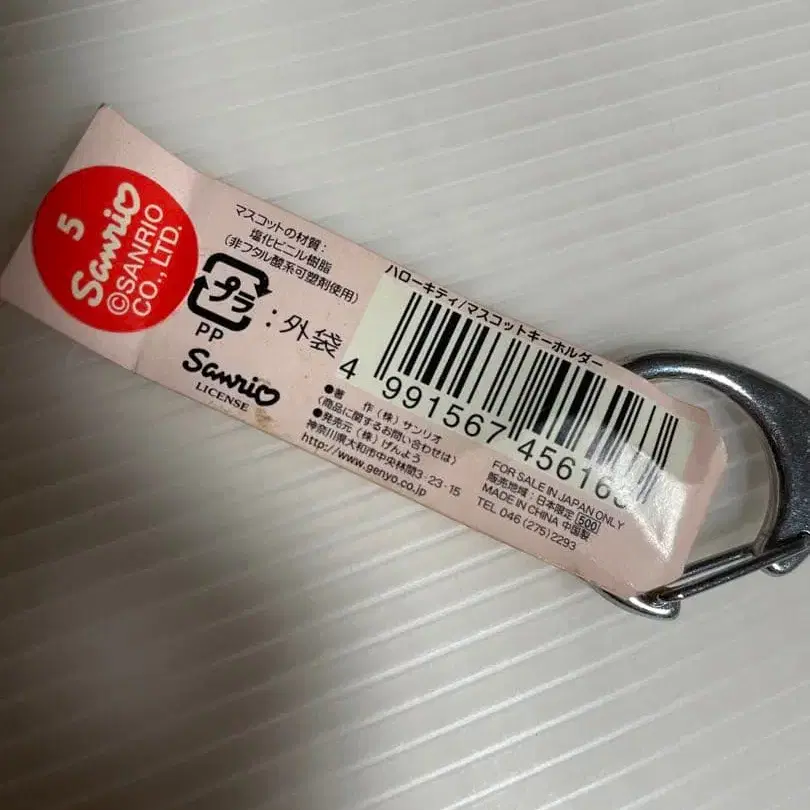 5
Sanrio
©SANRIO
CO., LTD.
マスコットの材質:
塩化ビニル樹脂
(非フタル酸系可塑剤使用)
プラ
PP
:外袋
Sanrio
LICENSE
ハローキティ/マスコットキーホルダー
4 991567 456163
●著 作 (株) サンリオ
(商品に関するお問い合わせは)
●発売元 (株) げんよう
神奈川県大和市中央林間3-23-15
http://www.genyo.co.jp
FOR SALE IN JAPAN ONLY
販売地域:日本限定 500
MADE IN CHINA 中国製
TEL 046 (275) 2293